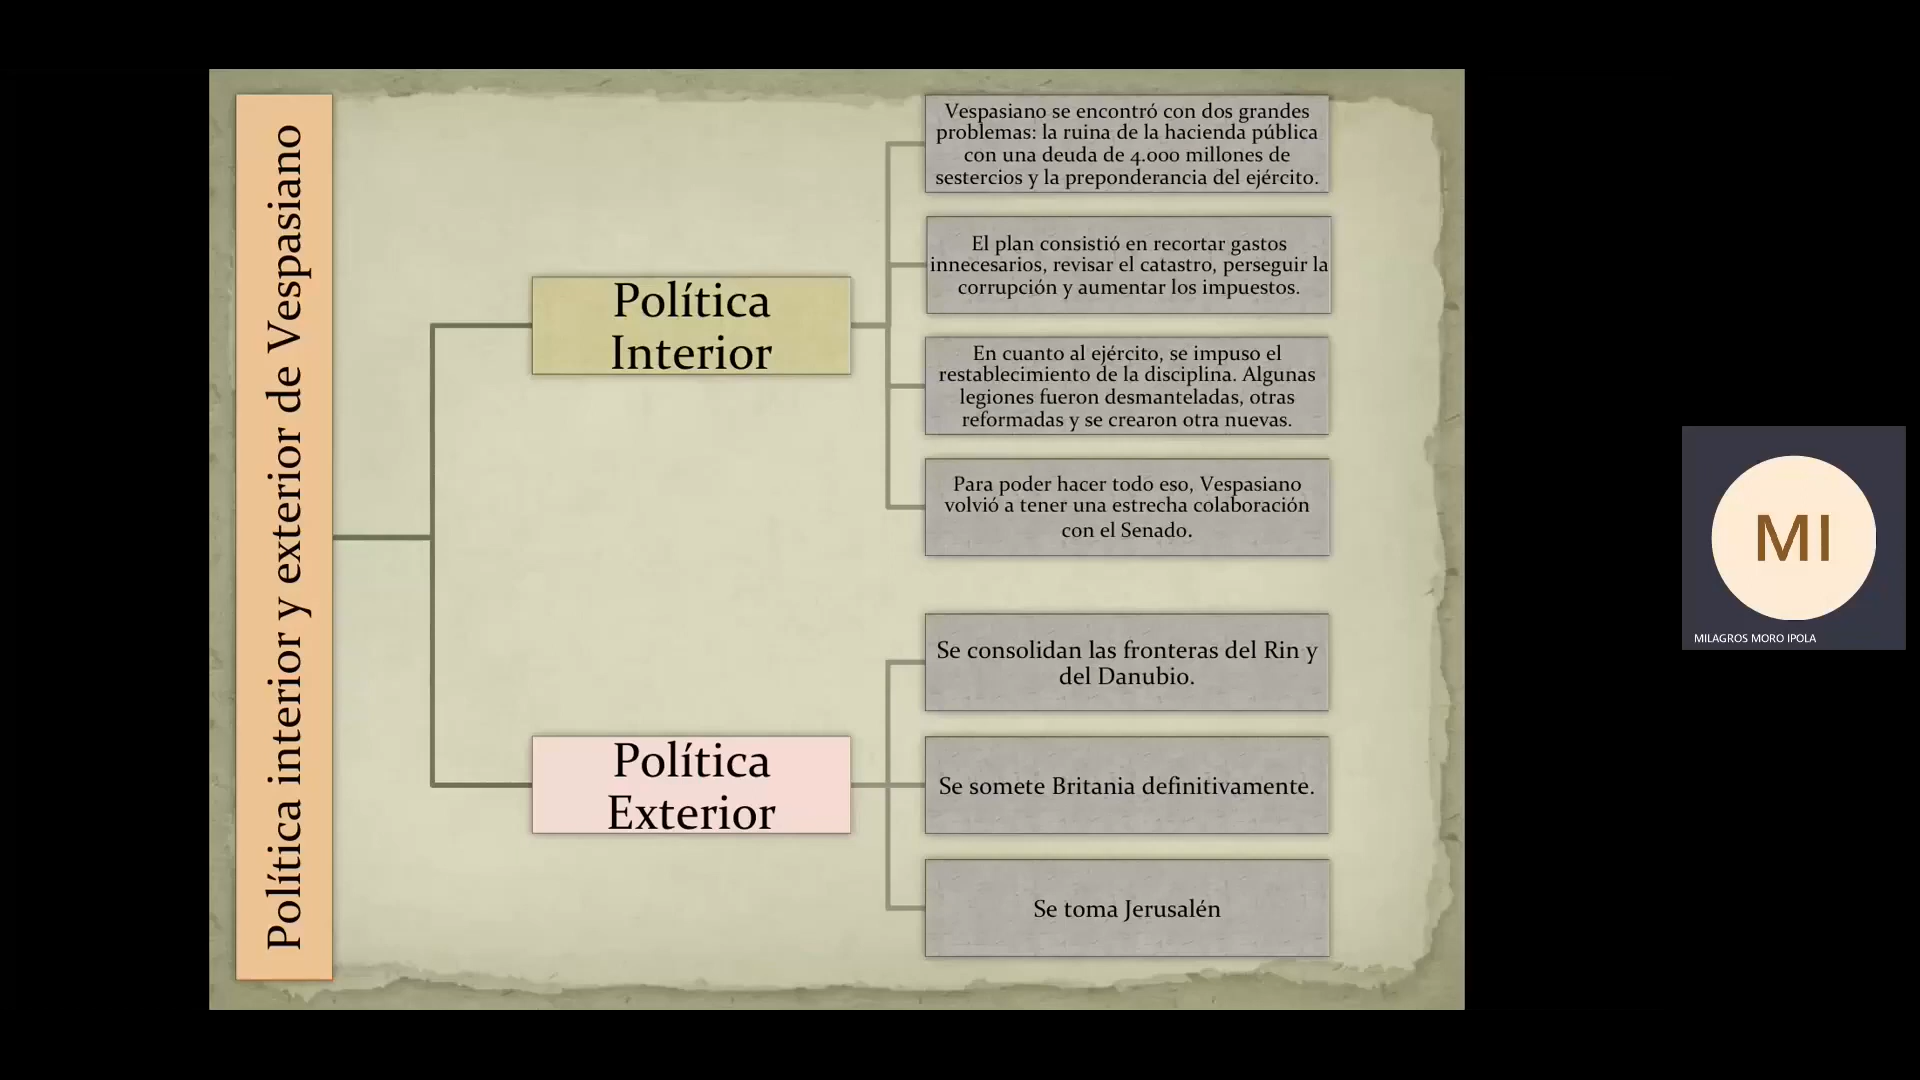 Política interior y exterior de Vespasiano
Política
Interior
Vespasiano se encontró con dos grandes
problemas: la ruina de la hacienda pública
con una deuda de 4.000 millones de
sestercios y la preponderancia del ejército.
El plan consistió en recortar gastos
innecesarios, revisar el catastro, perseguir la
corrupción y aumentar los impuestos.
En cuanto al ejército, se impuso el
restablecimiento de la disciplina. Algunas
legiones fueron desmanteladas, otras
reformadas y se crearon otra nuevas.
Para poder hacer todo eso, Vespasiano
volvió a tener una estrecha colaboración
con el Senado.
Política
Exterior
Se consolidan las fronteras del Rin y
del Danubio.
Se somete Britania definitivamente.
Se toma Jerusalén
MI
MILAGROS MORO IPOLA